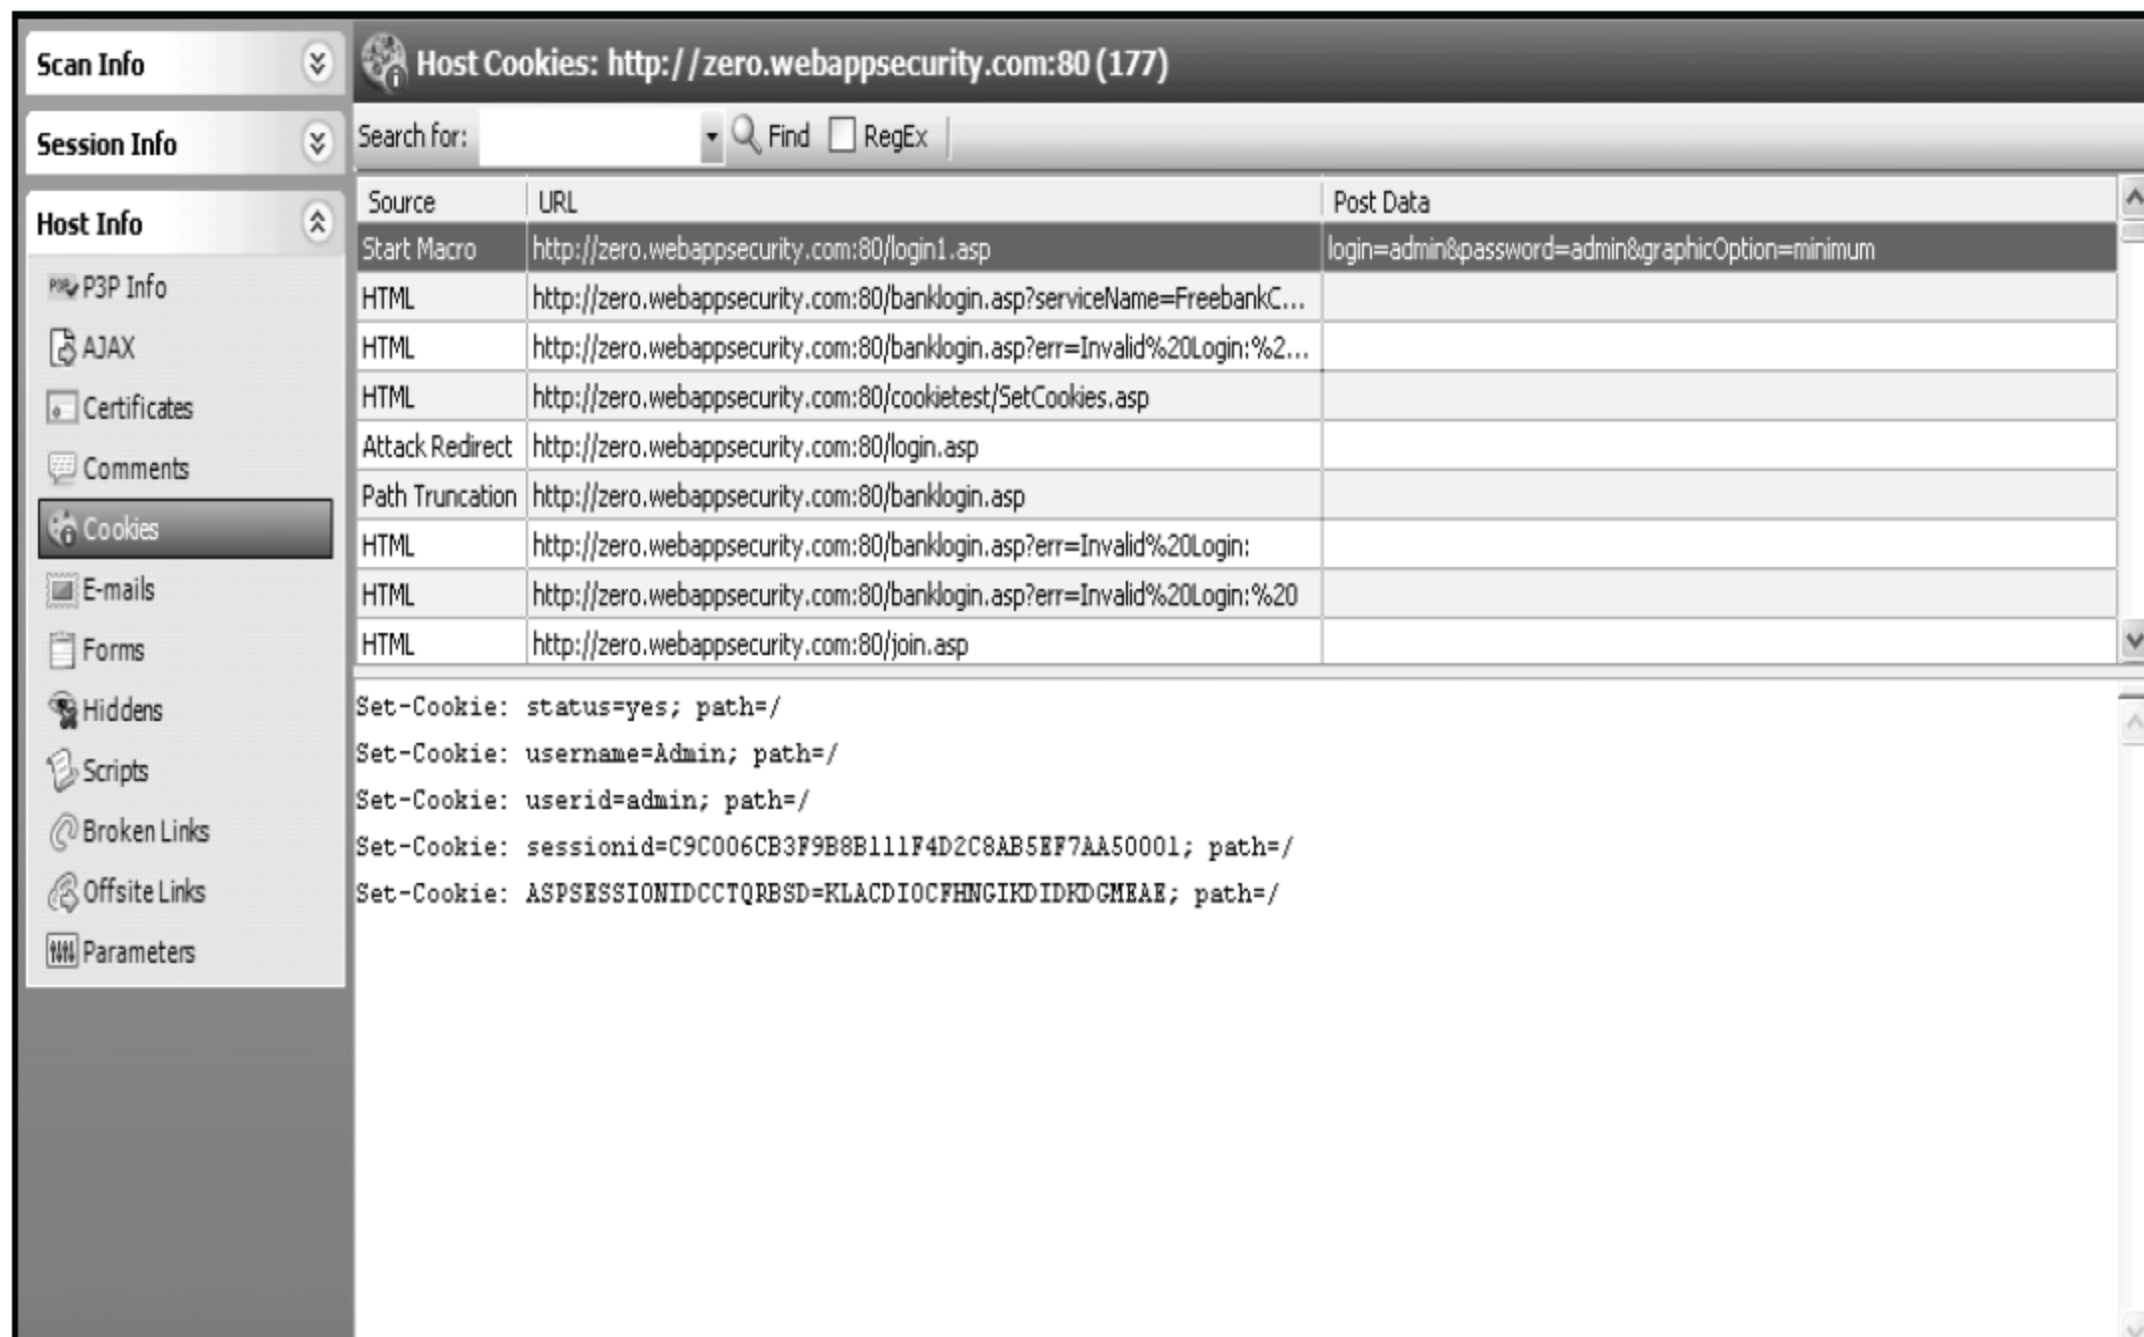 Scan Info
Session Info
Host Info
P3P Info
AJAX
Certificates
Comments
Cookies
E-mails
Forms
Hiddens
Scripts
Broken Links
Offsite Links
Parameters
Host Cookies: http://zero.webappsecurity.com:80 (177)
Search for: Find RegEx
Source URL Post Data
Start Macro http://zero.webappsecurity.com:80/login1.asp login=admin&password=admin&graphicOption=minimum
HTML http://zero.webappsecurity.com:80/banklogin.asp?serviceName=FreebankC...
HTML http://zero.webappsecurity.com:80/banklogin.asp?err=Invalid%20Login:%2...
HTML http://zero.webappsecurity.com:80/cookietest/SetCookies.asp
Attack Redirect http://zero.webappsecurity.com:80/login.asp
Path Truncation http://zero.webappsecurity.com:80/banklogin.asp
HTML http://zero.webappsecurity.com:80/banklogin.asp?err=Invalid%20Login:
HTML http://zero.webappsecurity.com:80/banklogin.asp?err=Invalid%20Login:%20
HTML http://zero.webappsecurity.com:80/join.asp
Set-Cookie: status=yes; path=/
Set-Cookie: username=Admin; path=/
Set-Cookie: userid=admin; path=/
Set-Cookie: sessionid=C9C006CB3F9B8B111F4D2C8AB5EF7AA50001; path=/
Set-Cookie: ASPSESSIONIDCCTQRBSD=KLACDIOCFHNGIKDIDKDGMEAE; path=/